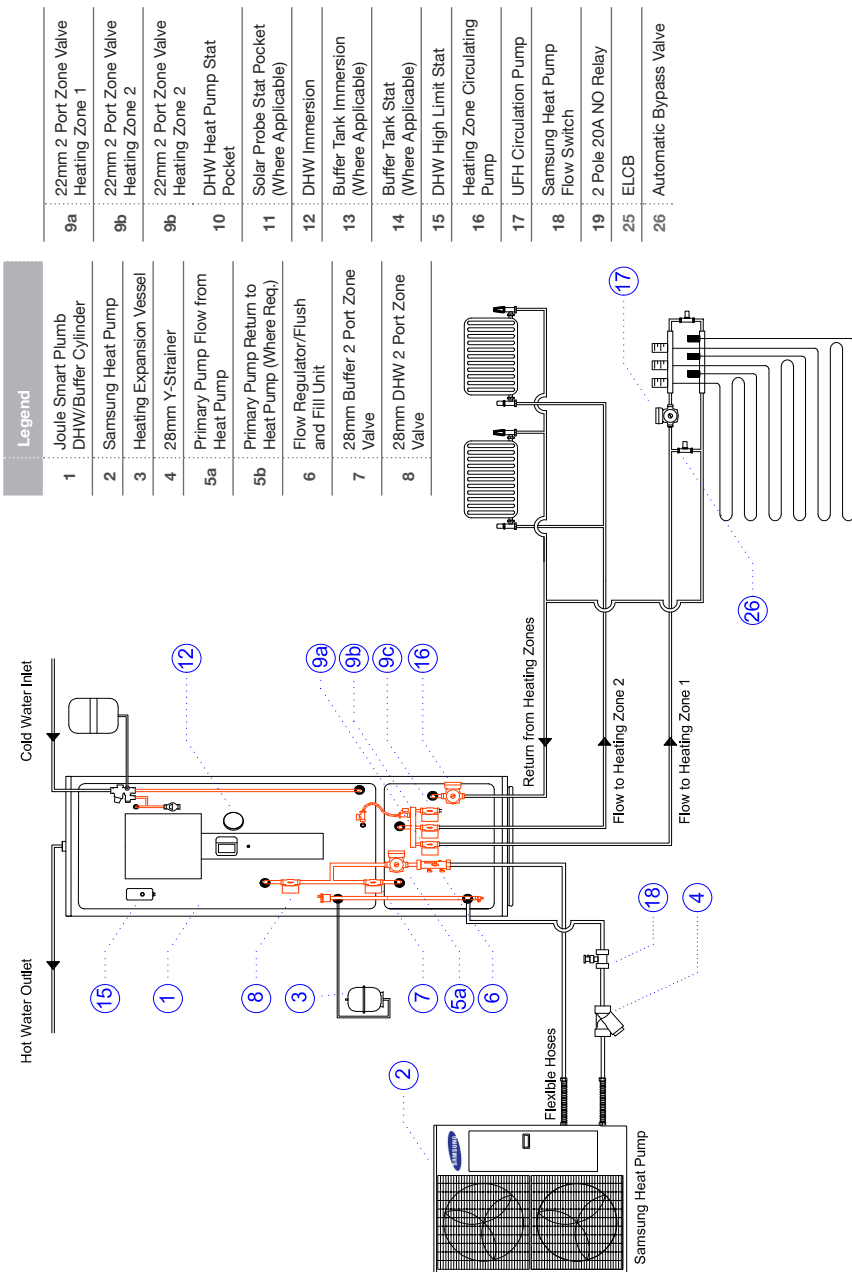 Legend
1 Joule Smart Plumb
DHW/Buffer Cylinder
2 Samsung Heat Pump
3 Heating Expansion Vessel
4 28mm Y-Strainer
5a Primary Pump Flow from
Heat Pump
5b Primary Pump Return to
Heat Pump (Where Req.)
6 Flow Regulator/Flush
and Fill Unit
7 28mm Buffer 2 Port Zone
Valve
8 28mm DHW 2 Port Zone
Valve
9a 22mm 2 Port Zone Valve
Heating Zone 1
9b 22mm 2 Port Zone Valve
Heating Zone 2
9b 22mm 2 Port Zone Valve
Heating Zone 2
10 DHW Heat Pump Stat
Pocket
11 Solar Probe Stat Pocket
(Where Applicable)
12 DHW Immersion
13 Buffer Tank Immersion
(Where Applicable)
14 Buffer Tank Stat
(Where Applicable)
15 DHW High Limit Stat
16 Heating Zone Circulating
Pump
17 UFH Circulation Pump
18 Samsung Heat Pump
Flow Switch
19 2 Pole 20A NO Relay
25 ELCB
26 Automatic Bypass Valve
Hot Water Outlet
Cold Water Inlet
15
1
8
3
7
5a
6
12
9a
9b
9c
16
2
18
4
17
26
Return from Heating Zones
Flow to Heating Zone 2
Flow to Heating Zone 1
Flexible Hoses
SAMSUNG
Samsung Heat Pump